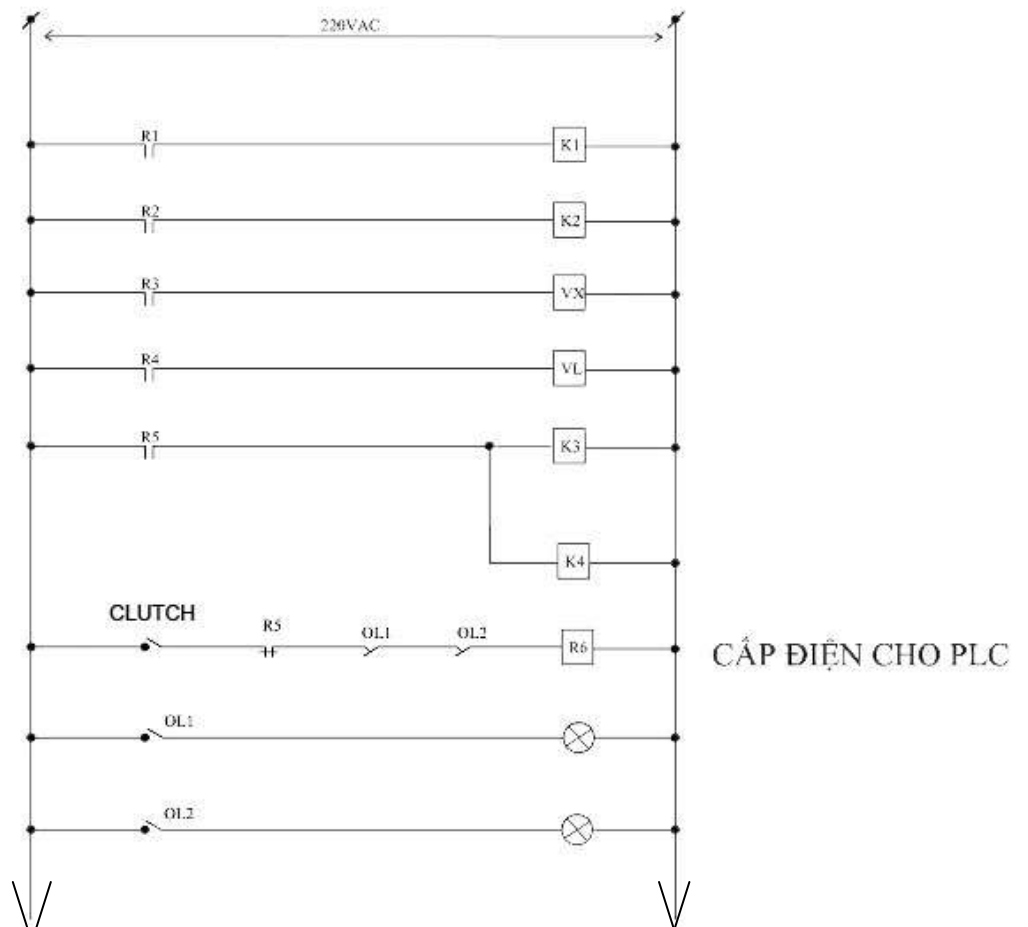 220VAC
R1 K1
R2 K2
R3 VX
R4 VL
R5 K3
K4
CLUTCH R5 OL1 OL2 R6
CẤP ĐIỆN CHO PLC
OL1
OL2